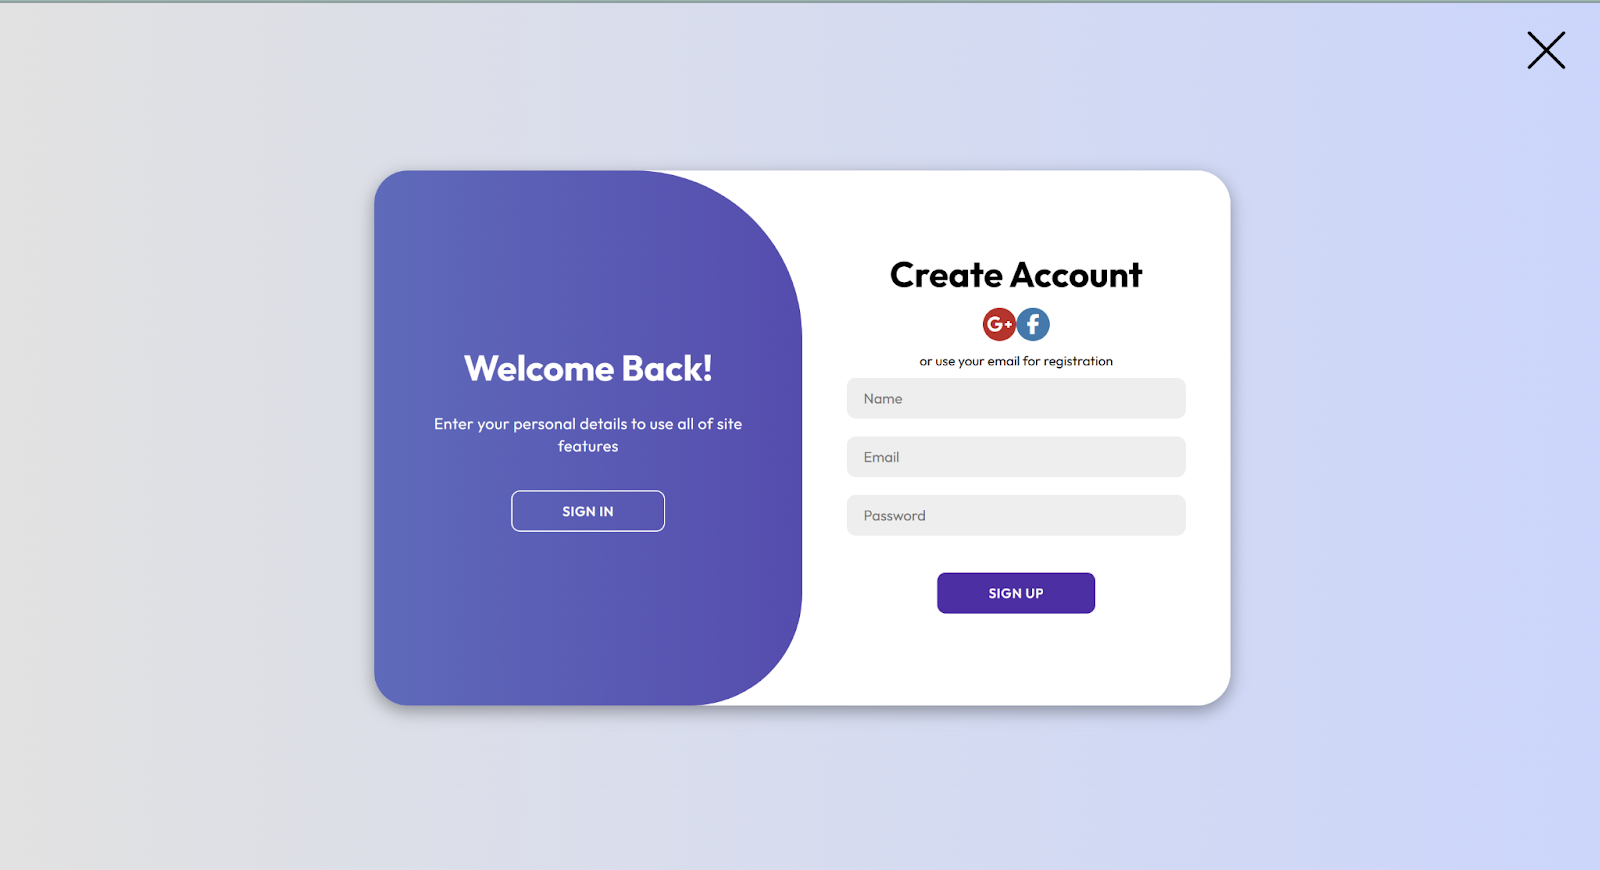 Welcome Back!
Enter your personal details to use all of site
features
SIGN IN
Create Account
G+ f
or use your email for registration
Name
Email
Password
SIGN UP